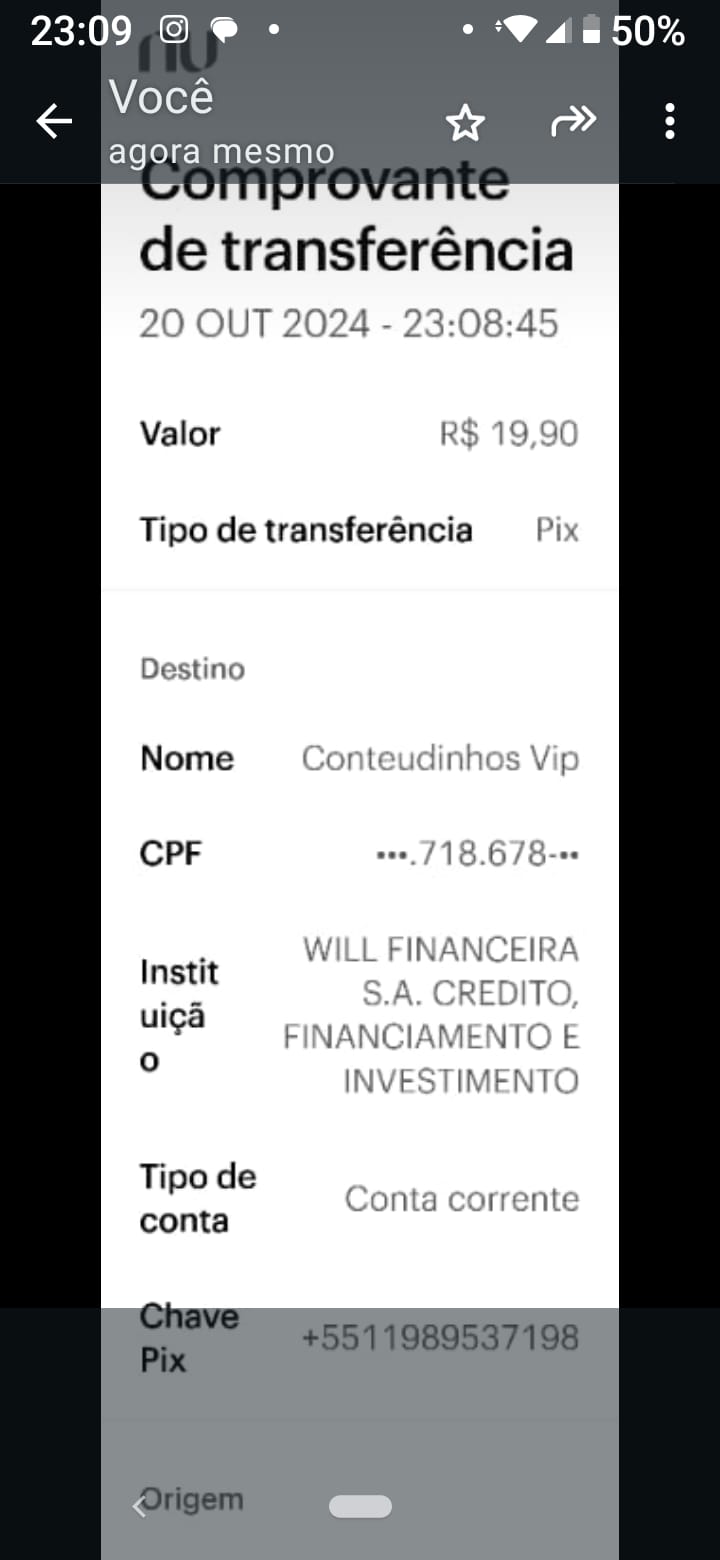 23:09 50%
nu
Você
agora mesmo
Comprovante
de transferência
20 OUT 2024 - 23:08:45
Valor R$ 19,90
Tipo de transferência Pix
Destino
Nome Conteudinhos Vip
CPF •••.718.678-••
WILL FINANCEIRA
Instit S.A. CREDITO,
uiçã FINANCIAMENTO E
o INVESTIMENTO
Tipo de
conta Conta corrente
Chave
Pix +5511989537198
Origem